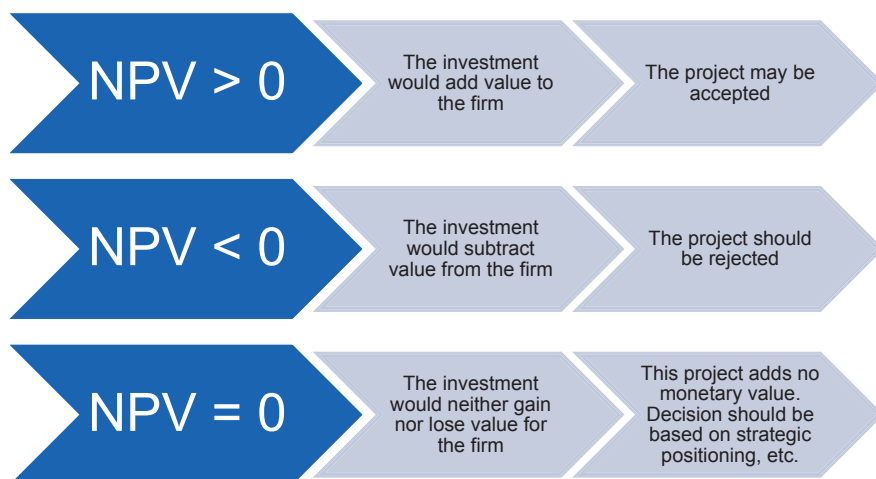 NPV > 0
The investment
would add value to
the firm
The project may be
accepted
NPV < 0
The investment
would subtract
value from the firm
The project should
be rejected
NPV = 0
The investment
would neither gain
nor lose value for
the firm
This project adds no
monetary value.
Decision should be
based on strategic
positioning, etc.